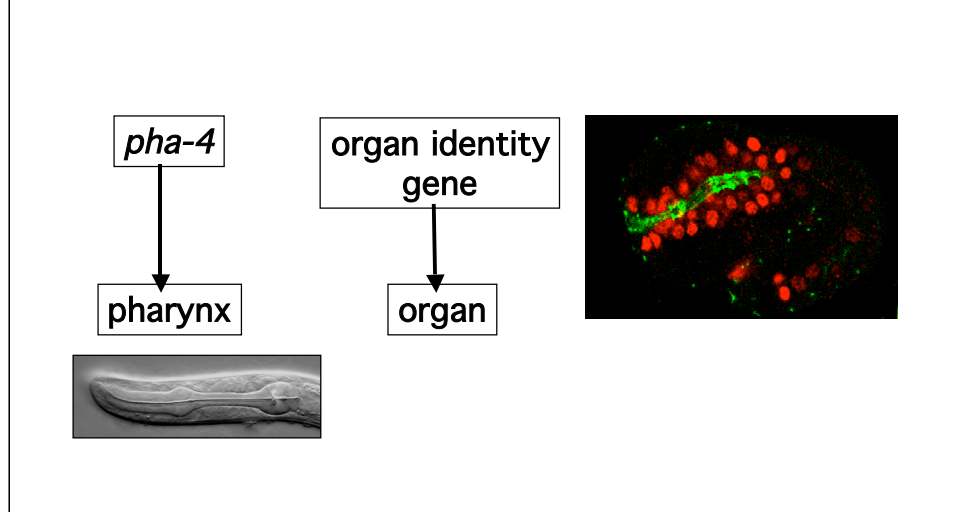 pha-4
organ identity
gene
pharynx
organ